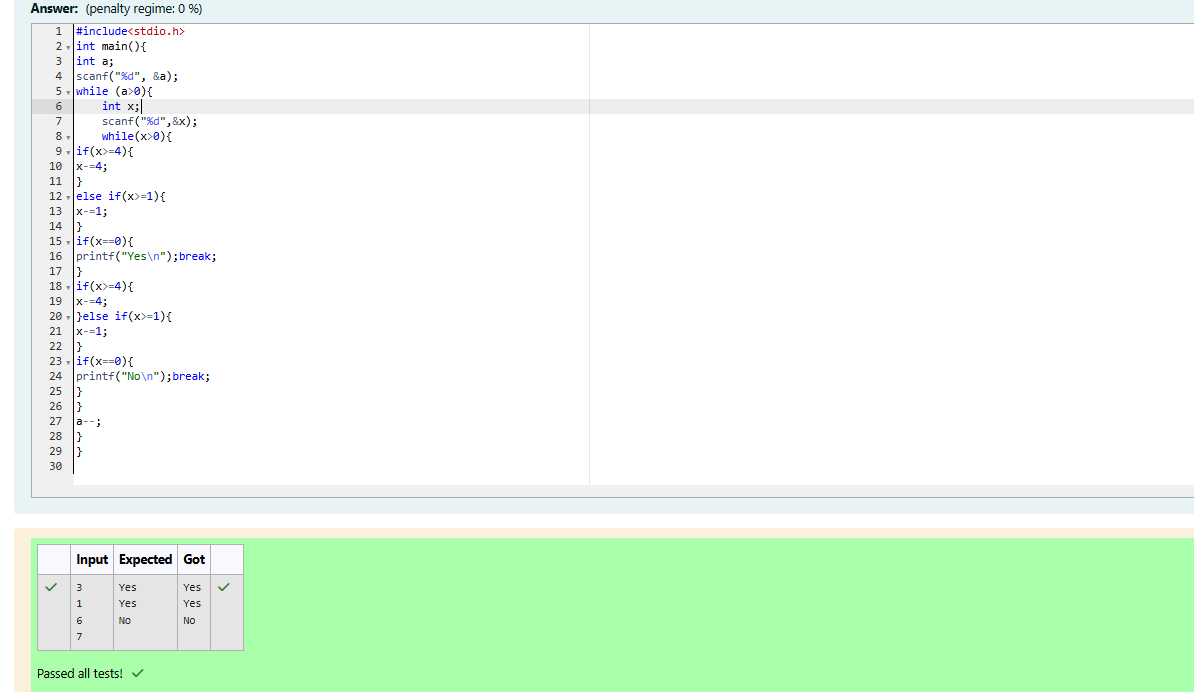 Answer: (penalty regime: 0 %)
1 #include<stdio.h>
2 int main(){
3 int a;
4 scanf("%d", &a);
5 while (a>0){
6     int x;
7     scanf("%d",&x);
8     while(x>0){
9 if(x>=4){
10 x-=4;
11 }
12 else if(x>=1){
13 x-=1;
14 }
15 if(x==0){
16 printf("Yes\n");break;
17 }
18 if(x>=4){
19 x-=4;
20 }else if(x>=1){
21 x-=1;
22 }
23 if(x==0){
24 printf("No\n");break;
25 }
26 }
27 a--;
28 }
29 }
30
Input Expected Got
3 Yes Yes
1 Yes Yes
6 No No
7
Passed all tests!